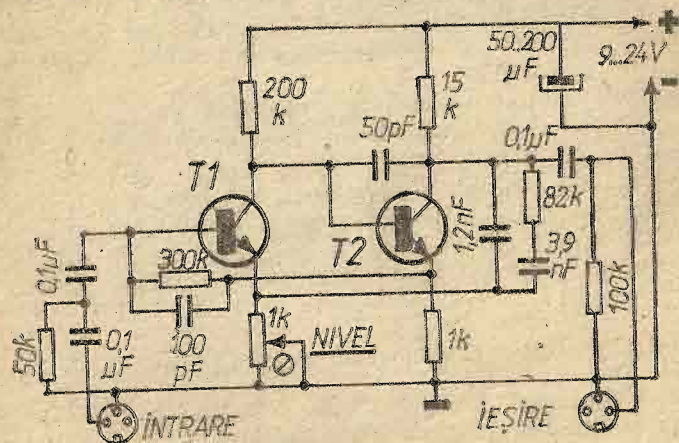 50..200
µF
+
9...24V
-
200
k
15
k
50pF
0,1µF
T1
82k
T2
1,2nF
3,9
nF
0,1µF
300k
100k
50k
0,1
µF
100
pF
1k
NIVEL
1k
INTRARE
IEȘIRE